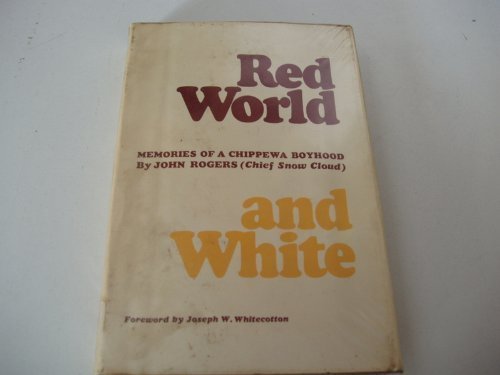 Red
World
MEMORIES OF A CHIPPEWA BOYHOOD
By JOHN ROGERS (Chief Snow Cloud)
and
White
Foreword by Joseph W. Whitecotton